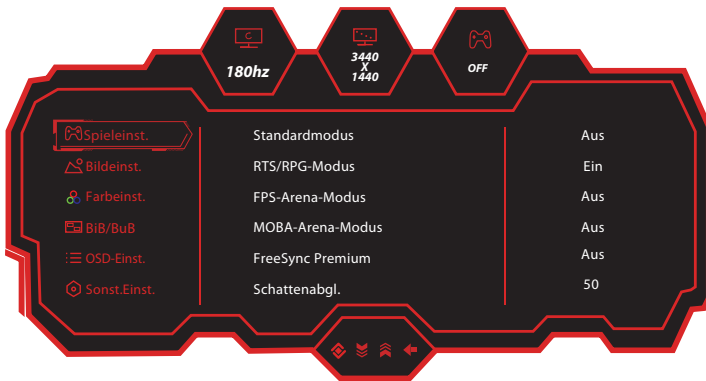 180hz
3440
X
1440
OFF
Spieleinst.
Standardmodus
Aus
Bildeinst.
RTS/RPG-Modus
Ein
Farbeinst.
FPS-Arena-Modus
Aus
BiB/BuB
MOBA-Arena-Modus
Aus
OSD-Einst.
FreeSync Premium
Aus
Sonst.Einst.
Schattenabgl.
50